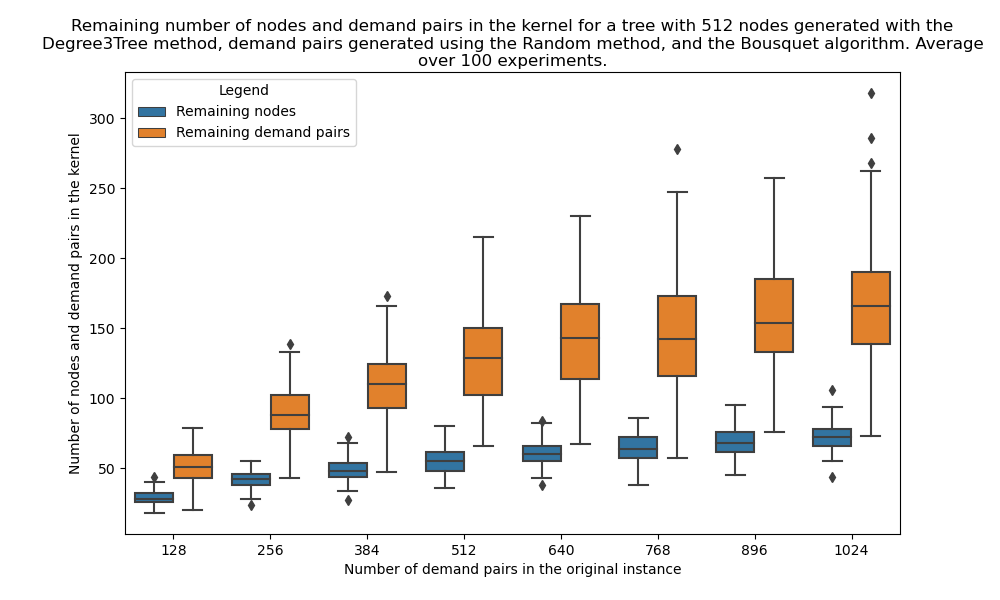 Remaining number of nodes and demand pairs in the kernel for a tree with 512 nodes generated with the
Degree3Tree method, demand pairs generated using the Random method, and the Bousquet algorithm. Average
over 100 experiments.
Legend
Remaining nodes
Remaining demand pairs
Number of nodes and demand pairs in the kernel
300
250
200
150
100
50
128 256 384 512 640 768 896 1024
Number of demand pairs in the original instance